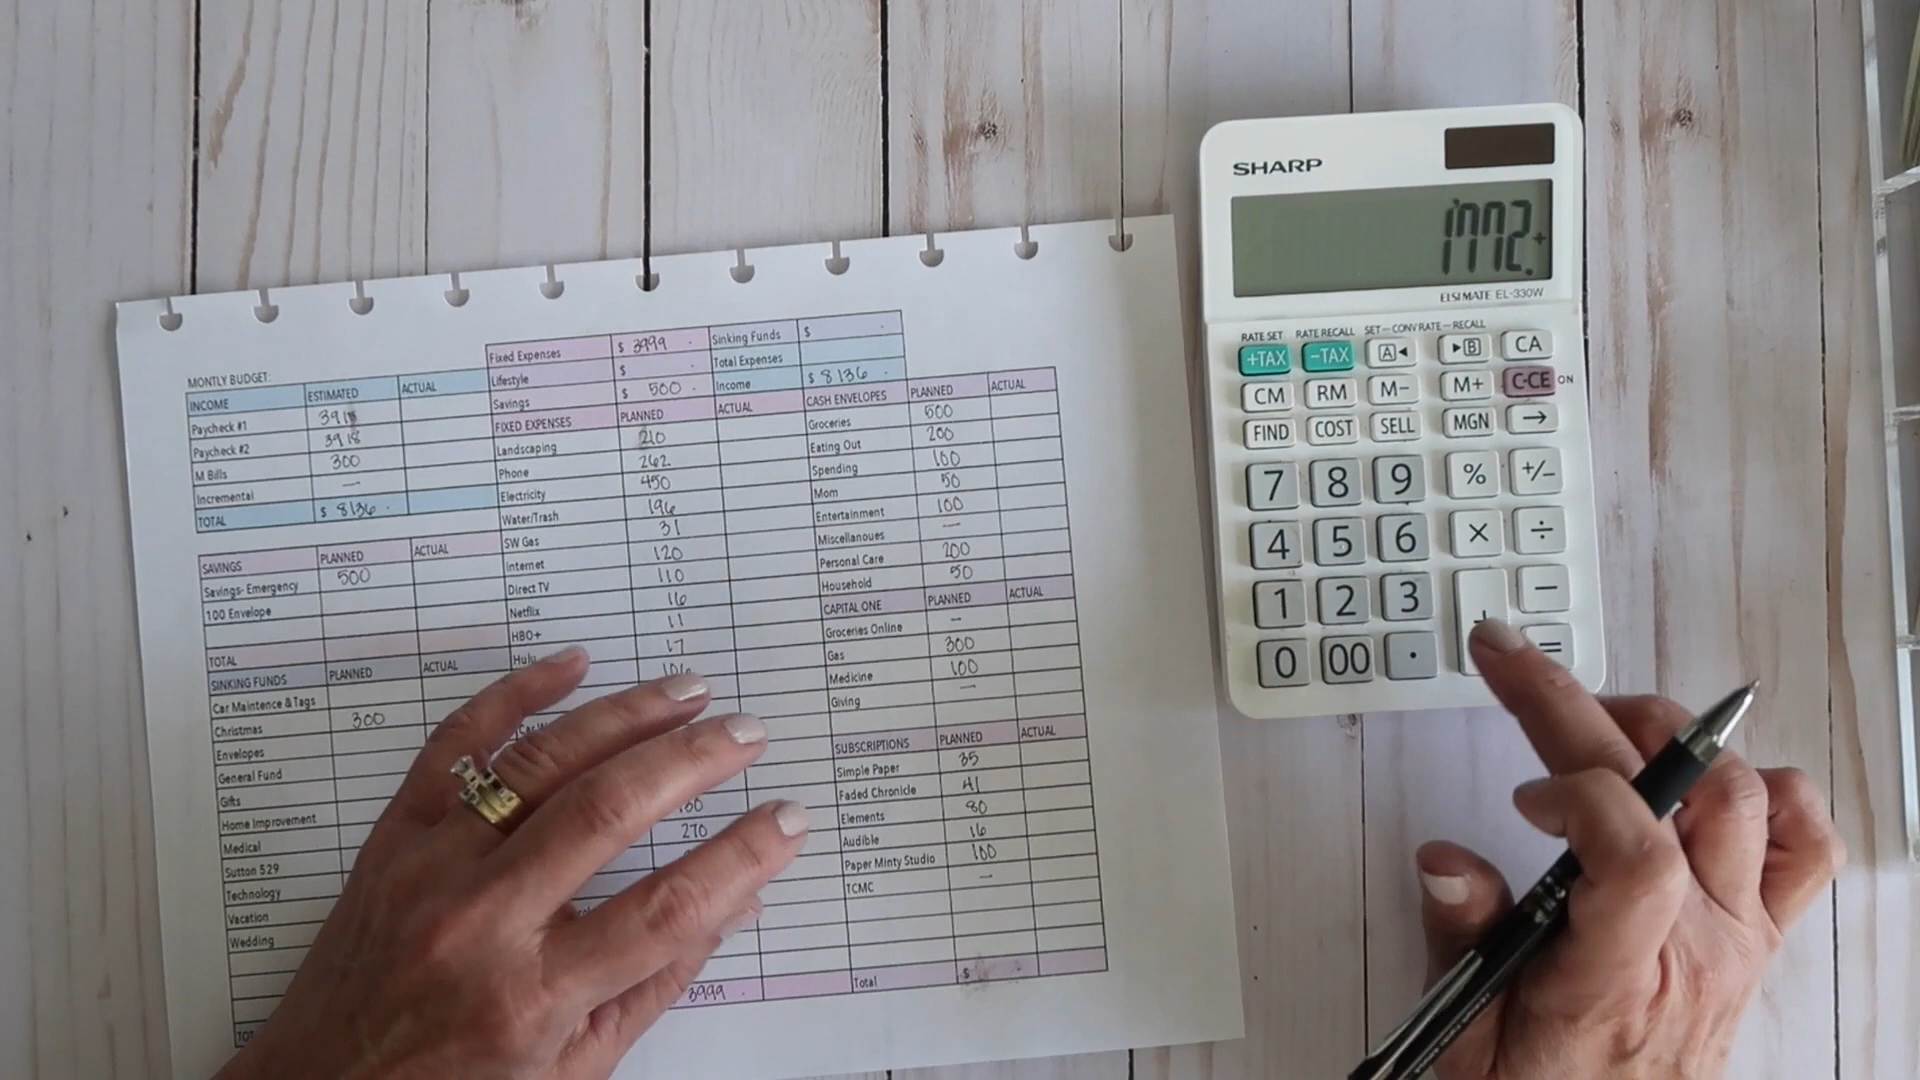 Fixed Expenses $ 3999 . Sinking Funds $ .
Lifestyle $ . Total Expenses
Savings $ 500 . Income $ 8136 .
MONTLY BUDGET:
INCOME ESTIMATED ACTUAL
Paycheck #1 3918
Paycheck #2 3918
M Bills 300
Incremental —
TOTAL $ 8136 .
SAVINGS PLANNED ACTUAL
Savings- Emergency 500
100 Envelope
TOTAL
SINKING FUNDS PLANNED ACTUAL
Car Maintence & Tags
Christmas 300
Envelopes
General Fund
Gifts
Home Improvement
Medical
Sutton 529
Technology
Vacation
Wedding
FIXED EXPENSES PLANNED ACTUAL
Landscaping 210
Phone 262
Electricity 450
Water/Trash 196
SW Gas 31
Internet 120
Direct TV 110
Netflix 16
HBO+ 11
Hulu 17
106
270
3999 .
CASH ENVELOPES PLANNED ACTUAL
Groceries 500
Eating Out 200
Spending 100
Mom 50
Entertainment 100
Miscellanoues —
Personal Care 200
Household 50
CAPITAL ONE PLANNED ACTUAL
Groceries Online —
Gas 300
Medicine 100
Giving —
SUBSCRIPTIONS PLANNED ACTUAL
Simple Paper 35
Faded Chronicle 41
Elements 80
Audible 16
Paper Minty Studio 100
TCMC —
Total $
SHARP
1772. +
ELSI MATE EL-330W
RATE SET RATE RECALL SET — CONV RATE — RECALL
+TAX -TAX A◀ ▶B CA
CM RM M- M+ C·CE ON
FIND COST SELL MGN →
7 8 9 % +/−
4 5 6 × ÷
1 2 3 + −
0 00 · =